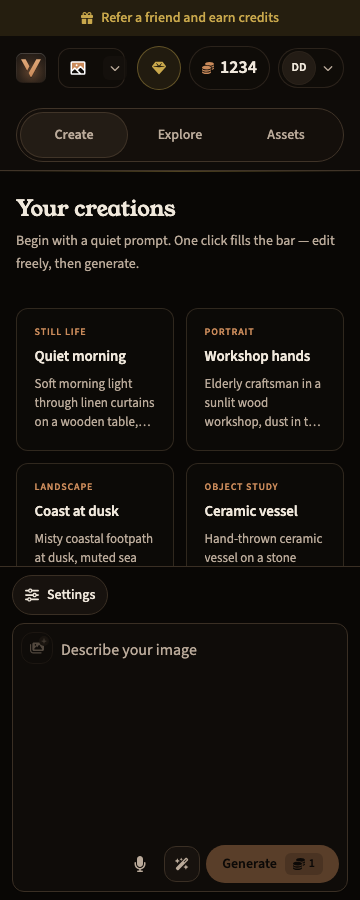 Refer a friend and earn credits
1234
DD
Create
Explore
Assets
Your creations
Begin with a quiet prompt. One click fills the bar — edit
freely, then generate.
STILL LIFE
Quiet morning
Soft morning light
through linen curtains
on a wooden table,…
PORTRAIT
Workshop hands
Elderly craftsman in a
sunlit wood
workshop, dust in t…
LANDSCAPE
Coast at dusk
Misty coastal footpath
at dusk, muted sea
OBJECT STUDY
Ceramic vessel
Hand-thrown ceramic
vessel on a stone
Settings
Describe your image
Generate
1